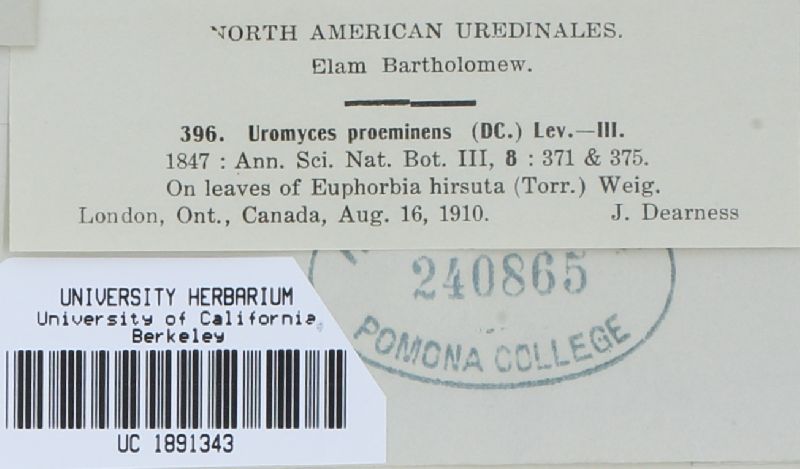 NORTH AMERICAN UREDINALES.
Elam Bartholomew.
396. Uromyces proeminens (DC.) Lev.—III.
1847 : Ann. Sci. Nat. Bot. III, 8 : 371 & 375.
On leaves of Euphorbia hirsuta (Torr.) Weig.
London, Ont., Canada, Aug. 16, 1910. J. Dearness
240865
POMONA COLLEGE
UNIVERSITY HERBARIUM
University of California,
Berkeley
UC 1891343